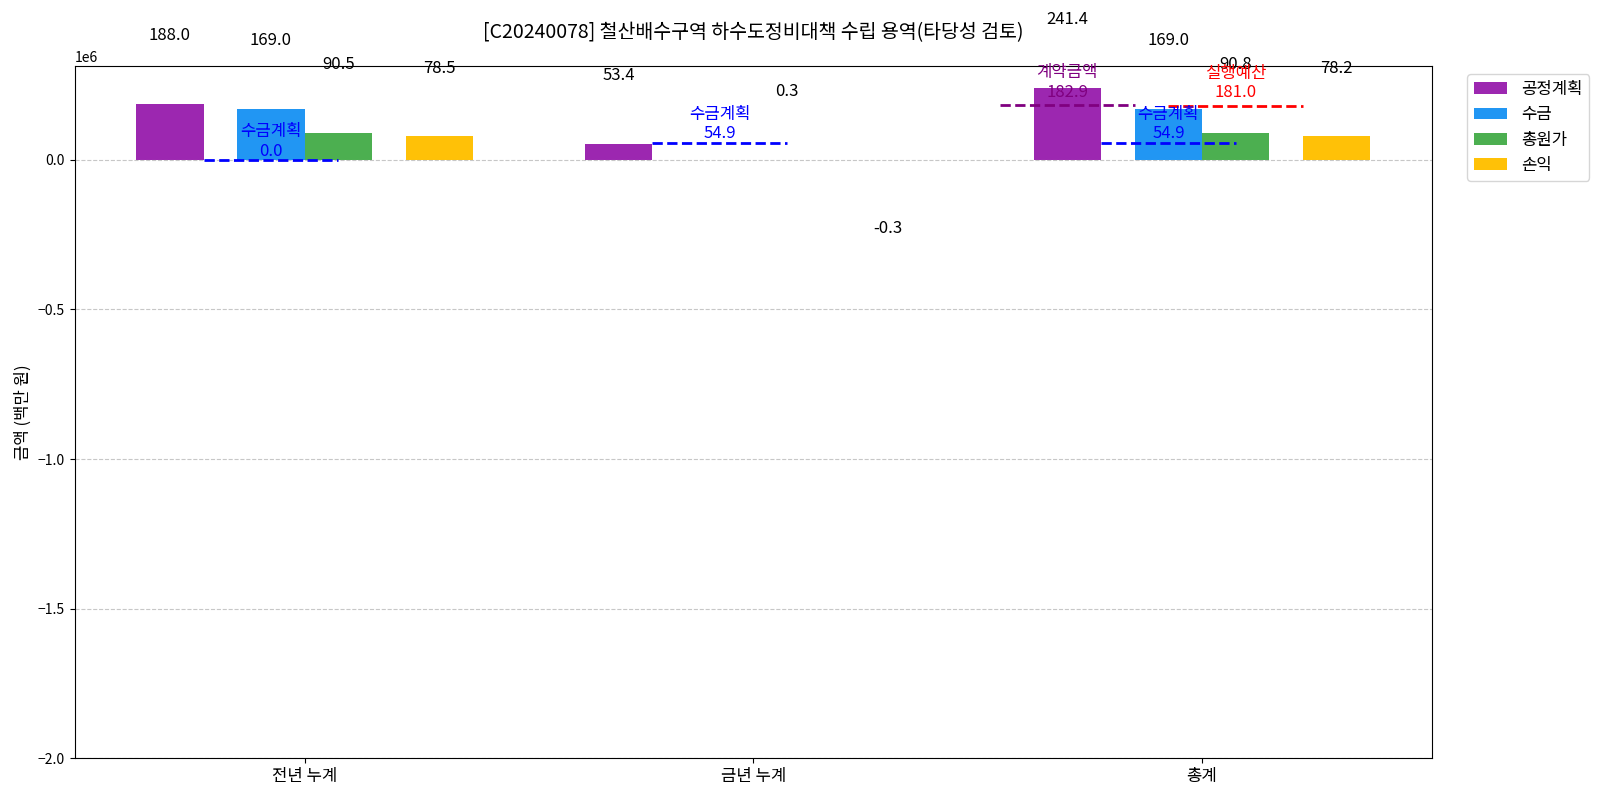 [C20240078] 철산배수구역 하수도정비대책 수립 용역(타당성 검토)
1e6
188.0
169.0
90.5
78.5
수금계획
0.0
53.4
수금계획
54.9
0.3
-0.3
241.4
169.0
90.8
78.2
계약금액
182.9
실행예산
181.0
수금계획
54.9
공정계획
수금
총원가
손익
금액 (백만 원)
0.0
−0.5
−1.0
−1.5
−2.0
전년 누계
금년 누계
총계